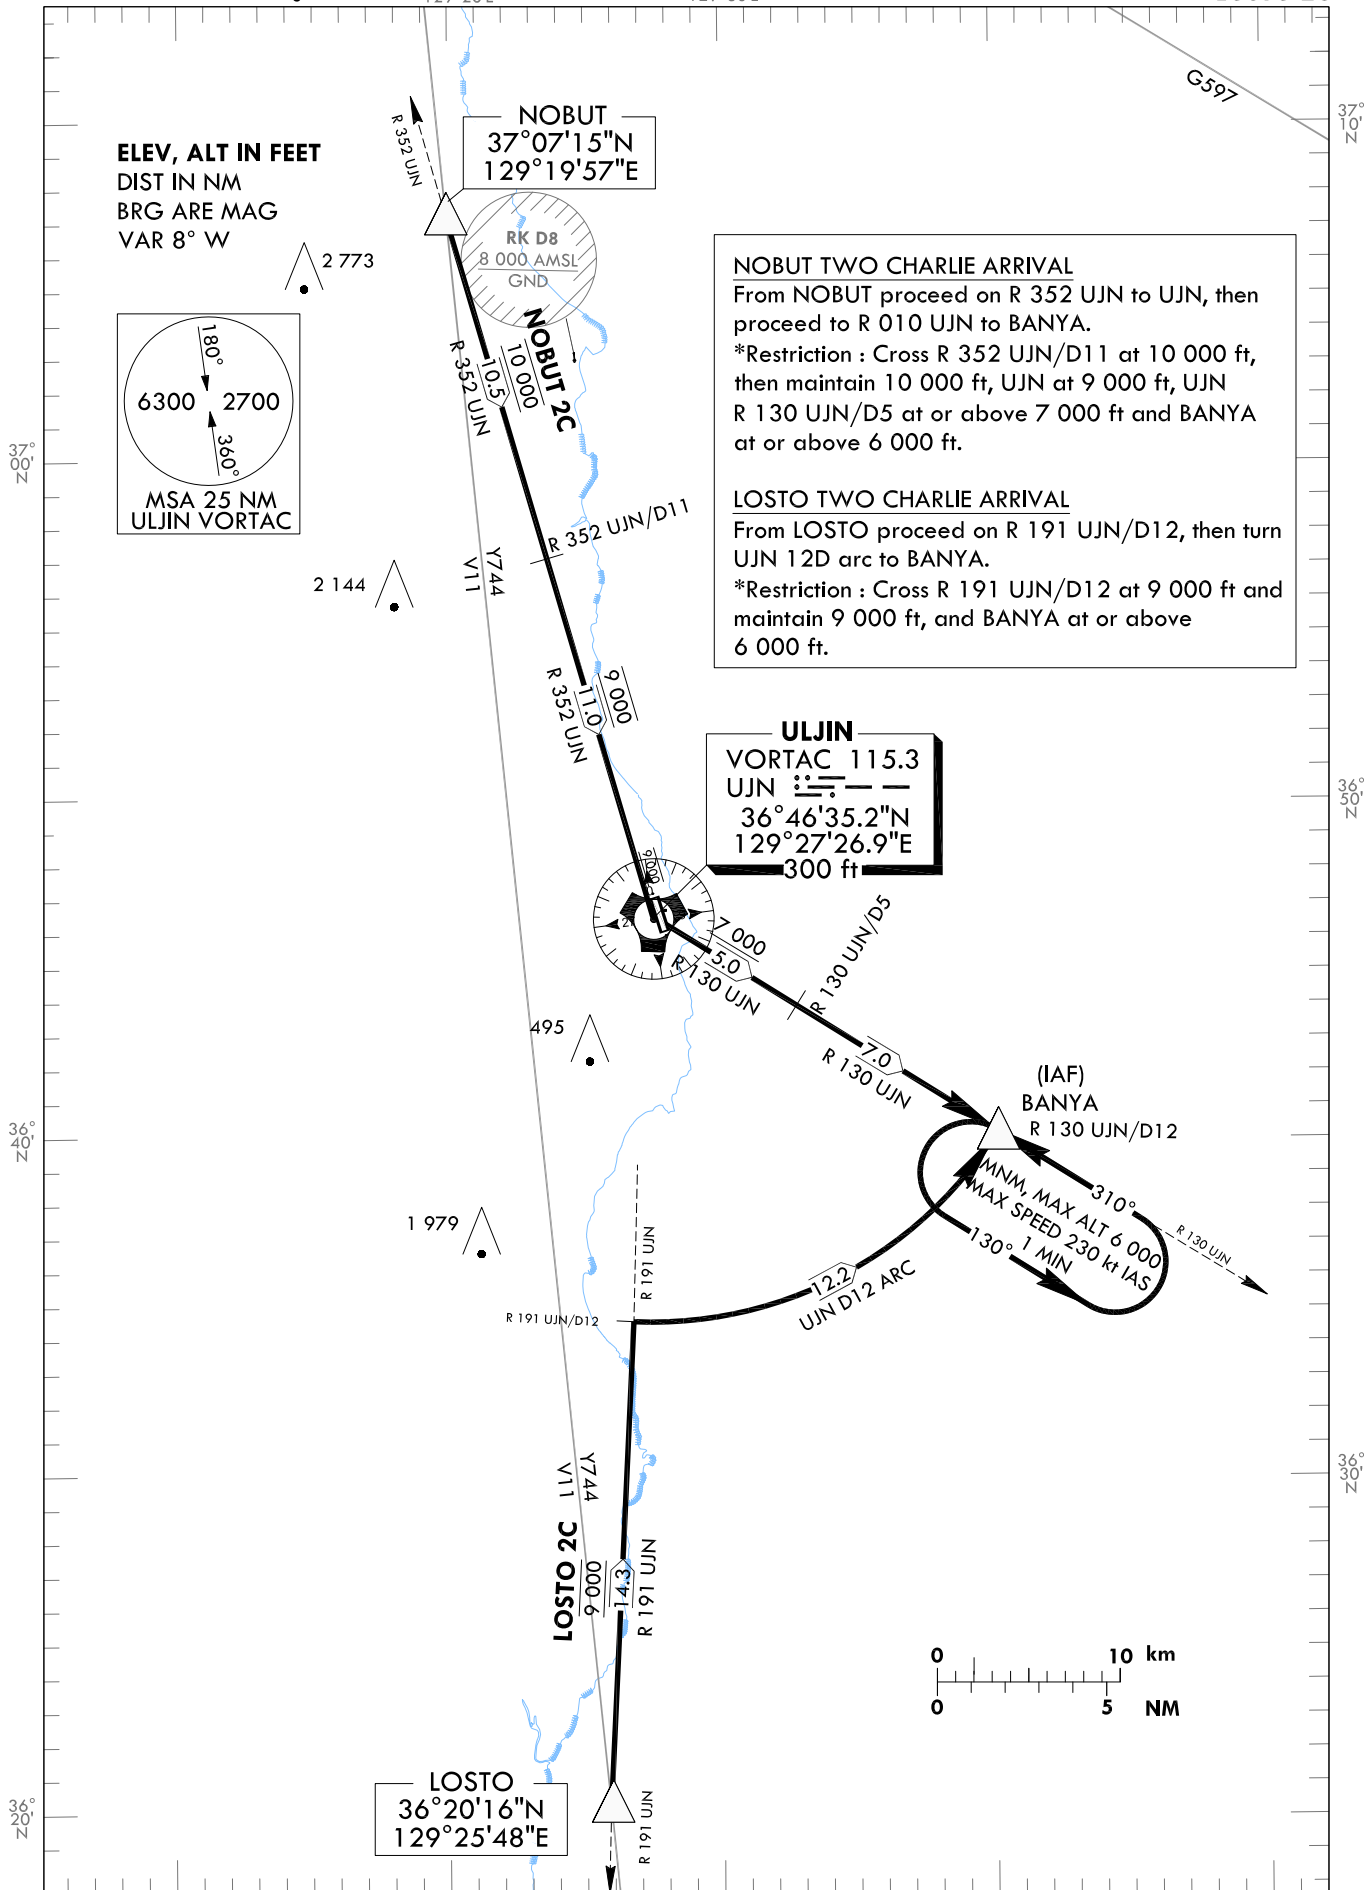 G597
37° 10' N
NOBUT
37°07'15"N
129°19'57"E
R 352 UJN
ELEV, ALT IN FEET
DIST IN NM
BRG ARE MAG
VAR 8° W
2 773
RK D8
8 000 AMSL
GND
180°
6300 2700
360°
MSA 25 NM
ULJIN VORTAC
NOBUT TWO CHARLIE ARRIVAL
From NOBUT proceed on R 352 UJN to UJN, then
proceed to R 010 UJN to BANYA.
*Restriction : Cross R 352 UJN/D11 at 10 000 ft,
then maintain 10 000 ft, UJN at 9 000 ft, UJN
R 130 UJN/D5 at or above 7 000 ft and BANYA
at or above 6 000 ft.
LOSTO TWO CHARLIE ARRIVAL
From LOSTO proceed on R 191 UJN/D12, then turn
UJN 12D arc to BANYA.
*Restriction : Cross R 191 UJN/D12 at 9 000 ft and
maintain 9 000 ft, and BANYA at or above
6 000 ft.
NOBUT 2C
10 000
10.5
R 352 UJN
37° 00' N
R 352 UJN/D11
Y744
V11
2 144
9 000
11.0
R 352 UJN
ULJIN
VORTAC 115.3
UJN
36°46'35.2"N
129°27'26.9"E
300 ft
36° 50' N
9 000
7 000
5.0
R 130 UJN
R 130 UJN/D5
495
7.0
R 130 UJN
(IAF)
BANYA
R 130 UJN/D12
36° 40' N
MNM, MAX ALT 6 000
MAX SPEED 230 kt IAS
1 MIN
310°
130°
R 130 UJN
1 979
R 191 UJN
R 191 UJN/D12
12.2
UJN D12 ARC
36° 30' N
Y744
V11
LOSTO 2C
9 000
14.3
R 191 UJN
0 10 km
0 5 NM
LOSTO
36°20'16"N
129°25'48"E
R 191 UJN
36° 20' N